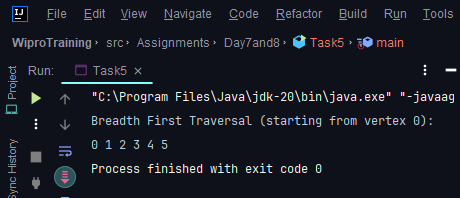 IJ File Edit View Navigate Code Refactor Build Run Tools
WiproTraining src Assignments Day7and8 Task5 main
Project
Run: Task5
"C:\Program Files\Java\jdk-20\bin\java.exe" "-javaag
Breadth First Traversal (starting from vertex 0):
0 1 2 3 4 5
Process finished with exit code 0
Sync History